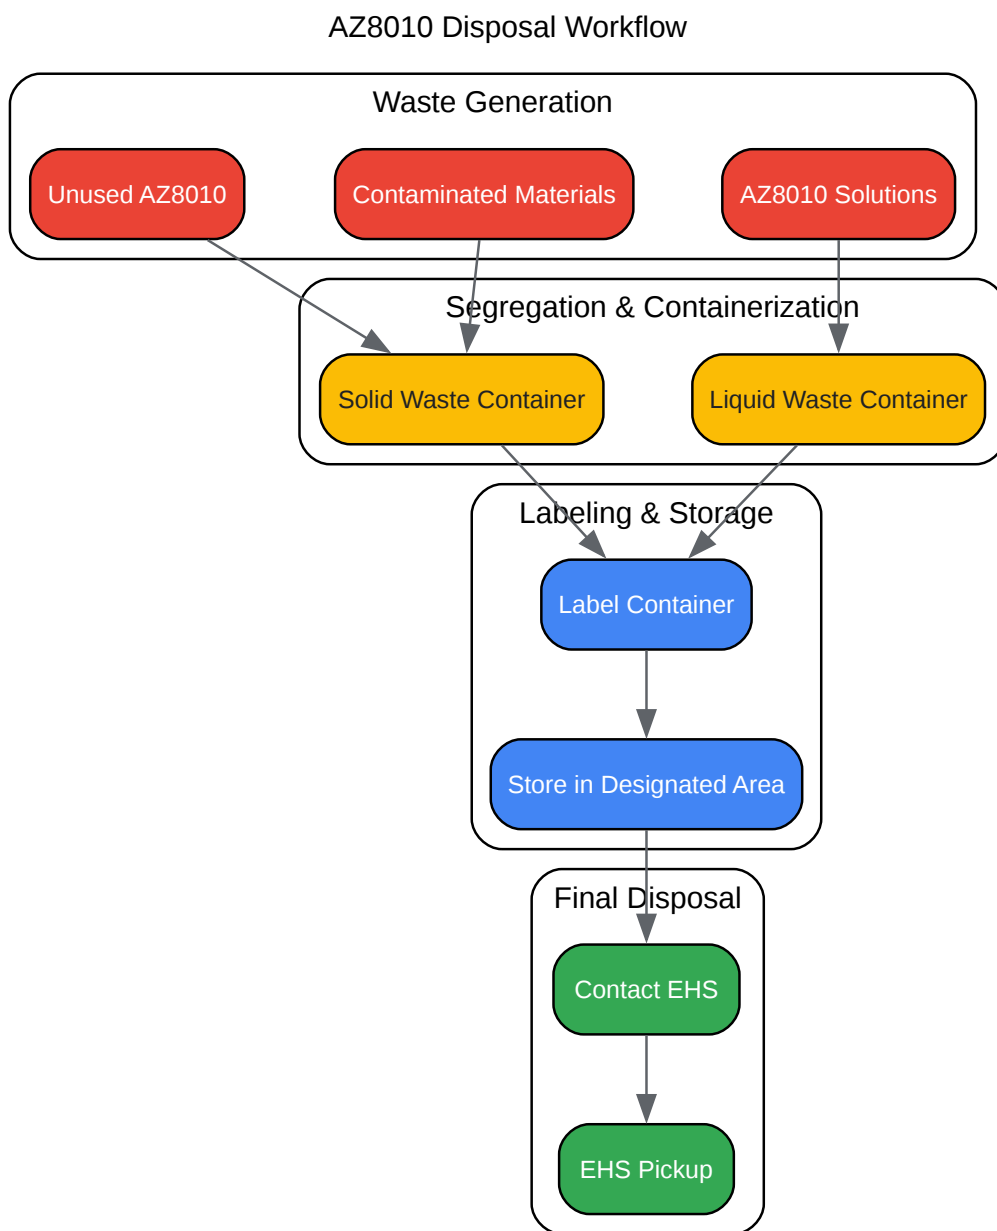 AZ8010 Disposal Workflow
Waste Generation
Unused AZ8010
Contaminated Materials
AZ8010 Solutions
Segregation & Containerization
Solid Waste Container
Liquid Waste Container
Labeling & Storage
Label Container
Store in Designated Area
Final Disposal
Contact EHS
EHS Pickup